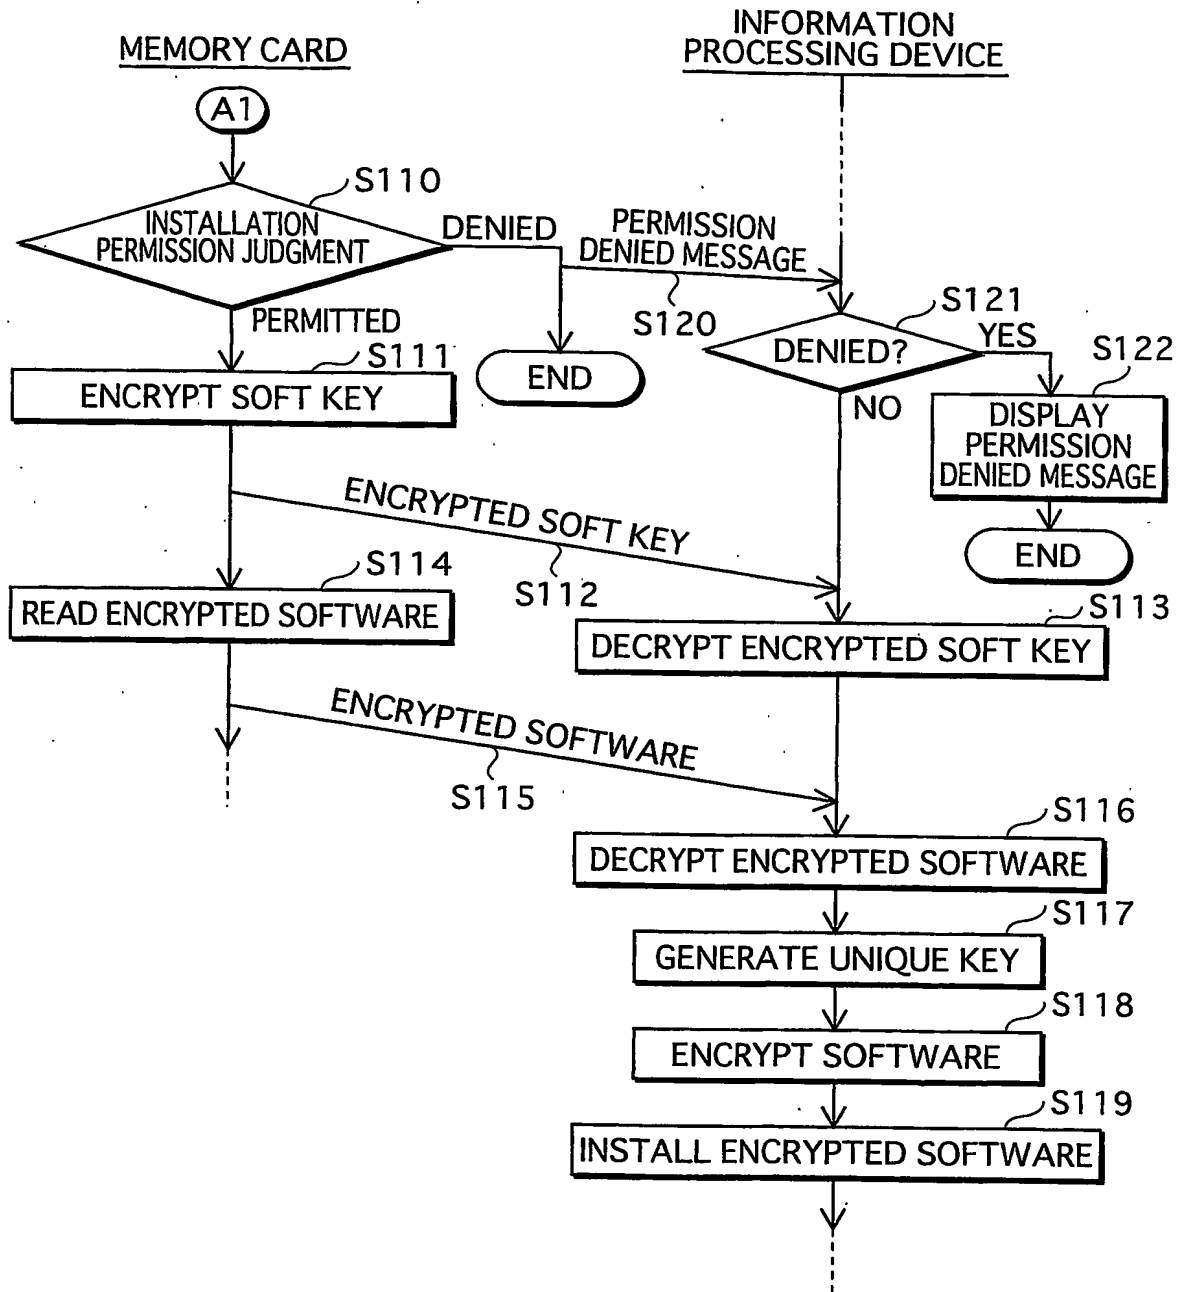 MEMORY CARD
INFORMATION
PROCESSING DEVICE
A1
S110
INSTALLATION
PERMISSION JUDGMENT
DENIED
PERMISSION
DENIED MESSAGE
S120
PERMITTED
S111
ENCRYPT SOFT KEY
END
S121
DENIED?
YES
NO
S122
DISPLAY
PERMISSION
DENIED MESSAGE
END
ENCRYPTED SOFT KEY
S112
S114
READ ENCRYPTED SOFTWARE
S113
DECRYPT ENCRYPTED SOFT KEY
ENCRYPTED SOFTWARE
S115
S116
DECRYPT ENCRYPTED SOFTWARE
S117
GENERATE UNIQUE KEY
S118
ENCRYPT SOFTWARE
S119
INSTALL ENCRYPTED SOFTWARE